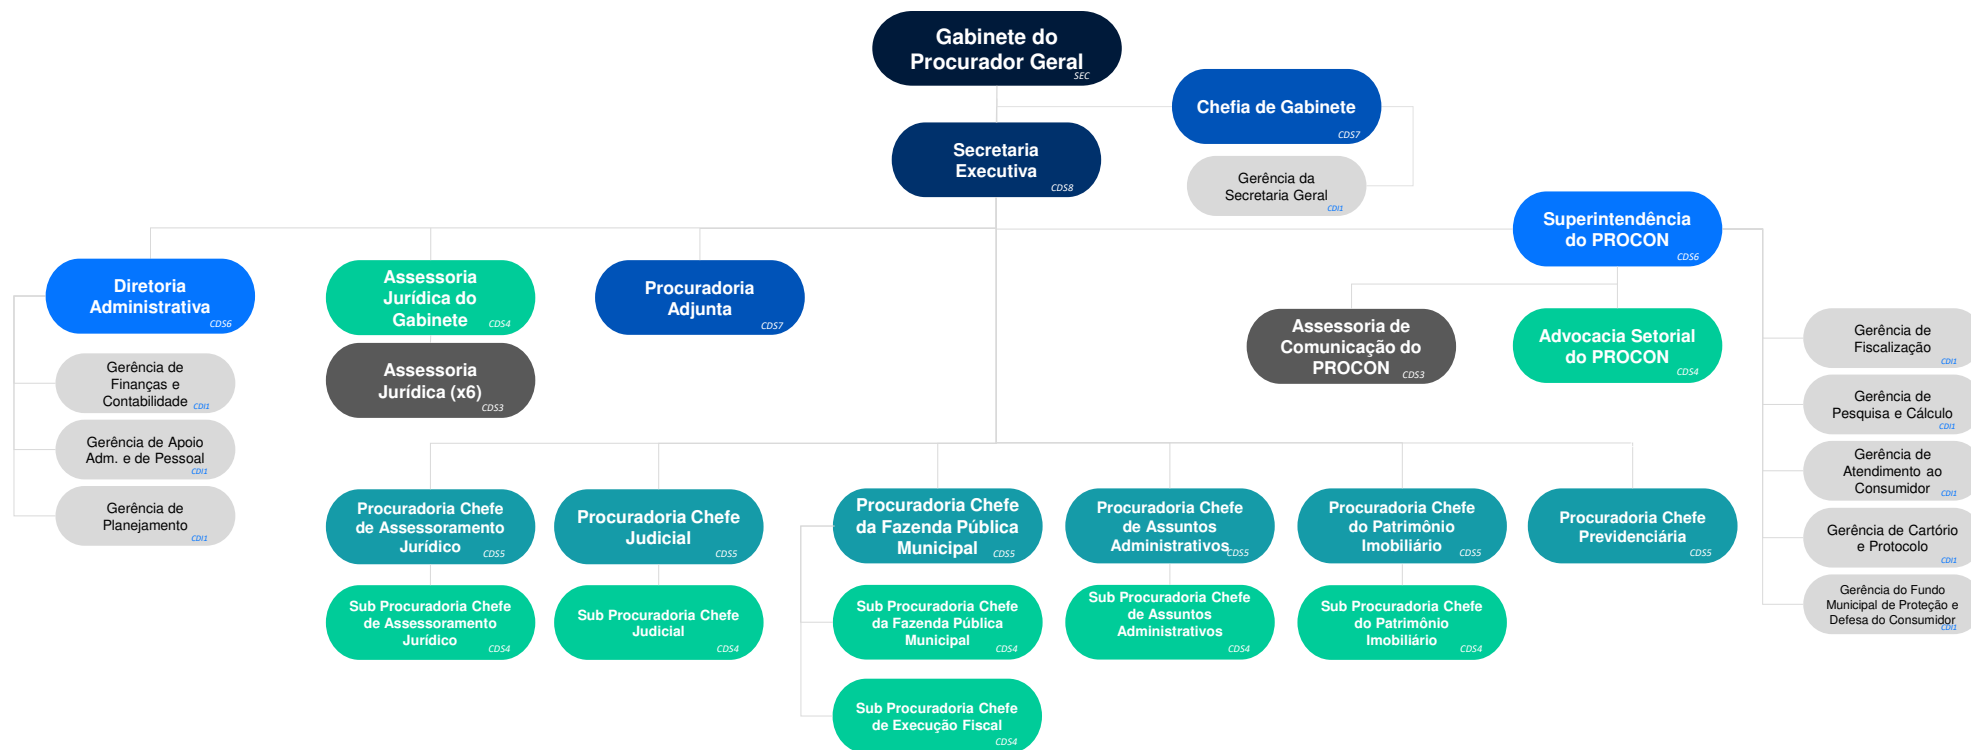 Gabinete do
Procurador Geral
SEC
Chefia de Gabinete
CDS7
Secretaria
Executiva
CDS8
Gerência da
Secretaria Geral
CDI1
Superintendência
do PROCON
CDS6
Diretoria
Administrativa
CDS6
Assessoria
Jurídica do
Gabinete
CDS4
Procuradoria
Adjunta
CDS7
Assessoria de
Comunicação do
PROCON
CDS3
Advocacia Setorial
do PROCON
CDS4
Gerência de
Fiscalização
CDI1
Gerência de
Finanças e
Contabilidade
CDI1
Assessoria
Jurídica (x6)
CDS3
Gerência de
Pesquisa e Cálculo
CDI1
Gerência de Apoio
Adm. e de Pessoal
CDI1
Gerência de
Atendimento ao
Consumidor
CDI1
Gerência de
Planejamento
CDI1
Procuradoria Chefe
de Assessoramento
Jurídico
CDS5
Procuradoria Chefe
Judicial
CDS5
Procuradoria Chefe
da Fazenda Pública
Municipal
CDS5
Procuradoria Chefe
de Assuntos
Administrativos
CDS5
Procuradoria Chefe
do Patrimônio
Imobiliário
CDS5
Procuradoria Chefe
Previdenciária
CDS5
Gerência de Cartório
e Protocolo
CDI1
Sub Procuradoria Chefe
de Assessoramento
Jurídico
CDS4
Sub Procuradoria Chefe
Judicial
CDS4
Sub Procuradoria Chefe
da Fazenda Pública
Municipal
CDS4
Sub Procuradoria Chefe
de Assuntos
Administrativos
CDS4
Sub Procuradoria Chefe
do Patrimônio
Imobiliário
CDS4
Gerência do Fundo
Municipal de Proteção e
Defesa do Consumidor
CDI1
Sub Procuradoria Chefe
de Execução Fiscal
CDS4